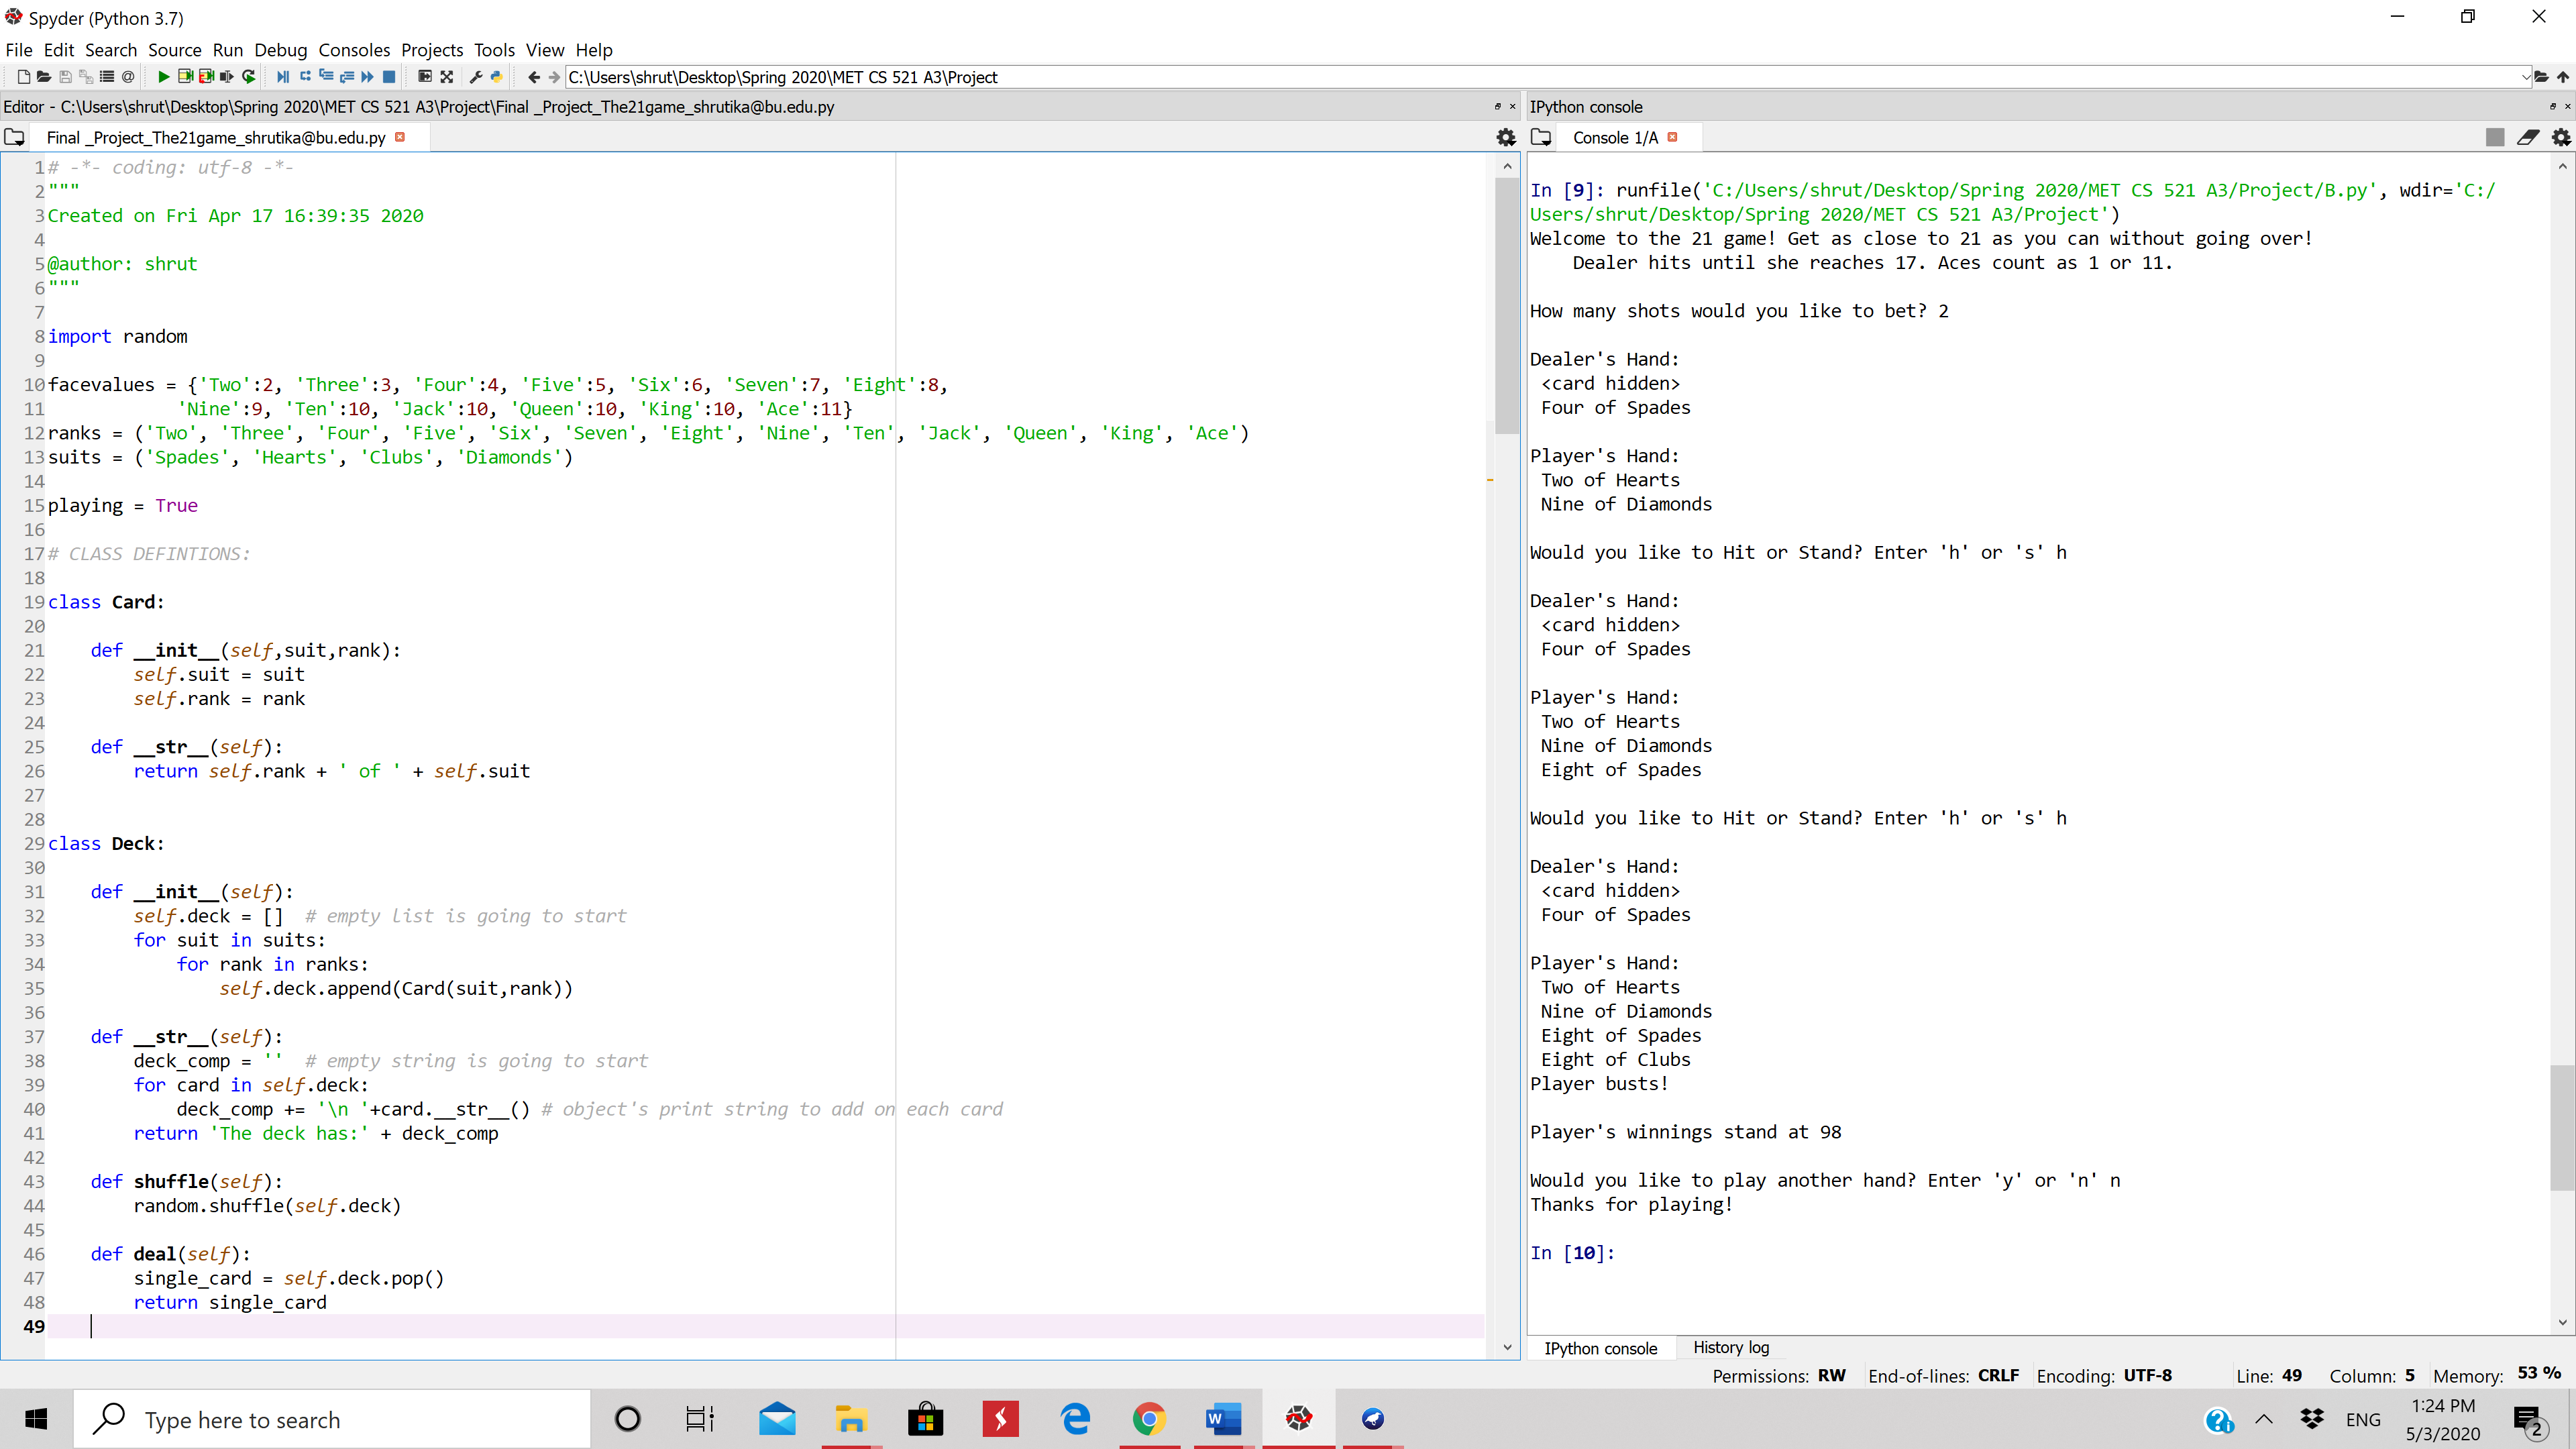 Spyder (Python 3.7)
File Edit Search Source Run Debug Consoles Projects Tools View Help
C:\Users\shrut\Desktop\Spring 2020\MET CS 521 A3\Project
Editor - C:\Users\shrut\Desktop\Spring 2020\MET CS 521 A3\Project\Final _Project_The21game_shrutika@bu.edu.py
Final _Project_The21game_shrutika@bu.edu.py
1 # -*- coding: utf-8 -*-
2 """
3 Created on Fri Apr 17 16:39:35 2020
4
5 @author: shrut
6 """
7
8 import random
9
10 facevalues = {'Two':2, 'Three':3, 'Four':4, 'Five':5, 'Six':6, 'Seven':7, 'Eight':8,
11             'Nine':9, 'Ten':10, 'Jack':10, 'Queen':10, 'King':10, 'Ace':11}
12 ranks = ('Two', 'Three', 'Four', 'Five', 'Six', 'Seven', 'Eight', 'Nine', 'Ten', 'Jack', 'Queen', 'King', 'Ace')
13 suits = ('Spades', 'Hearts', 'Clubs', 'Diamonds')
14
15 playing = True
16
17 # CLASS DEFINTIONS:
18
19 class Card:
20
21     def __init__(self,suit,rank):
22         self.suit = suit
23         self.rank = rank
24
25     def __str__(self):
26         return self.rank + ' of ' + self.suit
27
28
29 class Deck:
30
31     def __init__(self):
32         self.deck = []  # empty list is going to start
33         for suit in suits:
34             for rank in ranks:
35                 self.deck.append(Card(suit,rank))
36
37     def __str__(self):
38         deck_comp = ''  # empty string is going to start
39         for card in self.deck:
40             deck_comp += '\n '+card.__str__() # object's print string to add on each card
41         return 'The deck has:' + deck_comp
42
43     def shuffle(self):
44         random.shuffle(self.deck)
45
46     def deal(self):
47         single_card = self.deck.pop()
48         return single_card
49
IPython console
Console 1/A
In [9]: runfile('C:/Users/shrut/Desktop/Spring 2020/MET CS 521 A3/Project/B.py', wdir='C:/
Users/shrut/Desktop/Spring 2020/MET CS 521 A3/Project')
Welcome to the 21 game! Get as close to 21 as you can without going over!
    Dealer hits until she reaches 17. Aces count as 1 or 11.
How many shots would you like to bet? 2
Dealer's Hand:
 <card hidden>
 Four of Spades
Player's Hand:
 Two of Hearts
 Nine of Diamonds
Would you like to Hit or Stand? Enter 'h' or 's' h
Dealer's Hand:
 <card hidden>
 Four of Spades
Player's Hand:
 Two of Hearts
 Nine of Diamonds
 Eight of Spades
Would you like to Hit or Stand? Enter 'h' or 's' h
Dealer's Hand:
 <card hidden>
 Four of Spades
Player's Hand:
 Two of Hearts
 Nine of Diamonds
 Eight of Spades
 Eight of Clubs
Player busts!
Player's winnings stand at 98
Would you like to play another hand? Enter 'y' or 'n' n
Thanks for playing!
In [10]:
IPython console History log
Permissions: RW End-of-lines: CRLF Encoding: UTF-8 Line: 49 Column: 5 Memory: 53 %
Type here to search
ENG
1:24 PM
5/3/2020
2